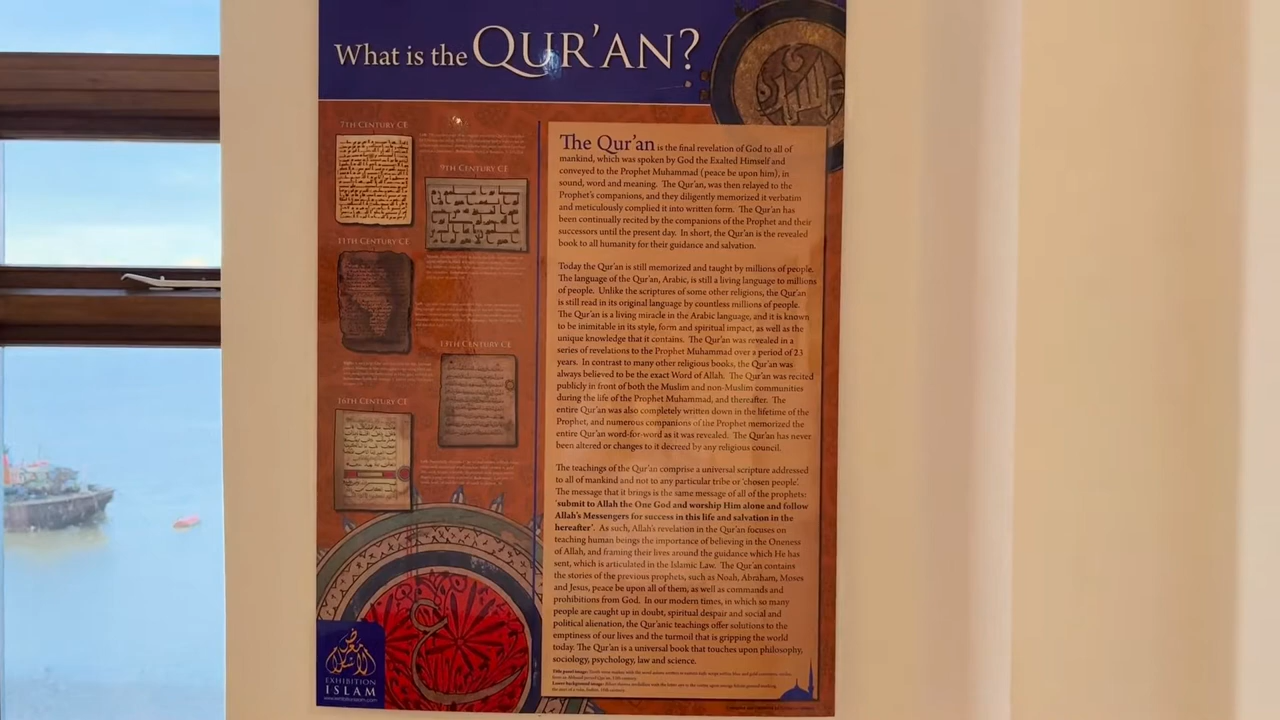 What is the QUR'AN?
7TH CENTURY CE
9TH CENTURY CE
11TH CENTURY CE
13TH CENTURY CE
16TH CENTURY CE
The Qur'an is the final revelation of God to all of
mankind, which was spoken by God the Exalted Himself and
conveyed to the Prophet Muhammad (peace be upon him), in
sound, word and meaning. The Qur'an, was then relayed to the
Prophet's companions, and they diligently memorized it verbatim
and meticulously complied it into written form. The Qur'an has
been continually recited by the companions of the Prophet and their
successors until the present day. In short, the Qur'an is the revealed
book to all humanity for their guidance and salvation.
Today the Qur'an is still memorized and taught by millions of people.
The language of the Qur'an, Arabic, is still a living language to millions
of people. Unlike the scriptures of some other religions, the Qur'an
is still read in its original language by countless millions of people.
The Qur'an is a living miracle in the Arabic language, and it is known
to be inimitable in its style, form and spiritual impact, as well as the
unique knowledge that it contains. The Qur'an was revealed in a
series of revelations to the Prophet Muhammad over a period of 23
years. In contrast to many other religious books, the Qur'an was
always believed to be the exact Word of Allah. The Qur'an was recited
publicly in front of both the Muslim and non-Muslim communities
during the life of the Prophet Muhammad, and thereafter. The
entire Qur'an was also completely written down in the lifetime of the
Prophet, and numerous companions of the Prophet memorized the
entire Qur'an word-for-word as it was revealed. The Qur'an has never
been altered or changes to it decreed by any religious council.
The teachings of the Qur'an comprise a universal scripture addressed
to all of mankind and not to any particular tribe or 'chosen people'.
The message that it brings is the same message of all of the prophets:
'submit to Allah the One God and worship Him alone and follow
Allah's Messengers for success in this life and salvation in the
hereafter'. As such, Allah's revelation in the Qur'an focuses on
teaching human beings the importance of believing in the Oneness
of Allah, and framing their lives around the guidance which He has
sent, which is articulated in the Islamic Law. The Qur'an contains
the stories of the previous prophets, such as Noah, Abraham, Moses
and Jesus, peace be upon all of them, as well as commands and
prohibitions from God. In our modern times, in which so many
people are caught up in doubt, spiritual despair and social and
political alienation, the Qur'anic teachings offer solutions to the
emptiness of our lives and the turmoil that is gripping the world
today. The Qur'an is a universal book that touches upon philosophy,
sociology, psychology, law and science.
Title panel image:
Lower background image:
معرض الإسلام
EXHIBITION
ISLAM